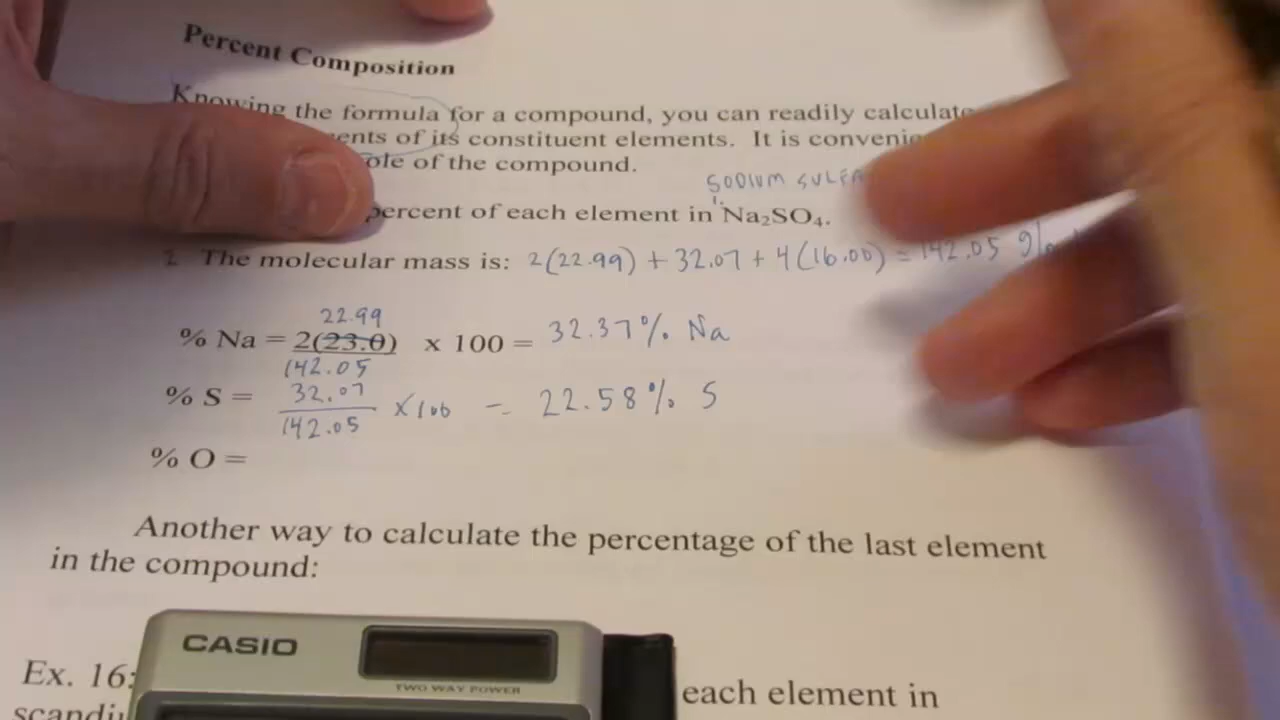 Percent Composition
Knowing the formula for a compound, you can readily calculate
of its constituent elements. It is
of the compound.
SODIUM
percent of each element in Na₂SO₄.
2. The molecular mass is: 2(22.99) + 32.07 + 4(16.00) = 142.05
22.99
% Na = 2(23.0) x 100 = 32.37% Na
142.05
% S = 32.07 x100 = 22.58% S
142.05
% O =
Another way to calculate the percentage of the last element
in the compound:
CASIO
TWO WAY POWER
Ex. 16:
each element in